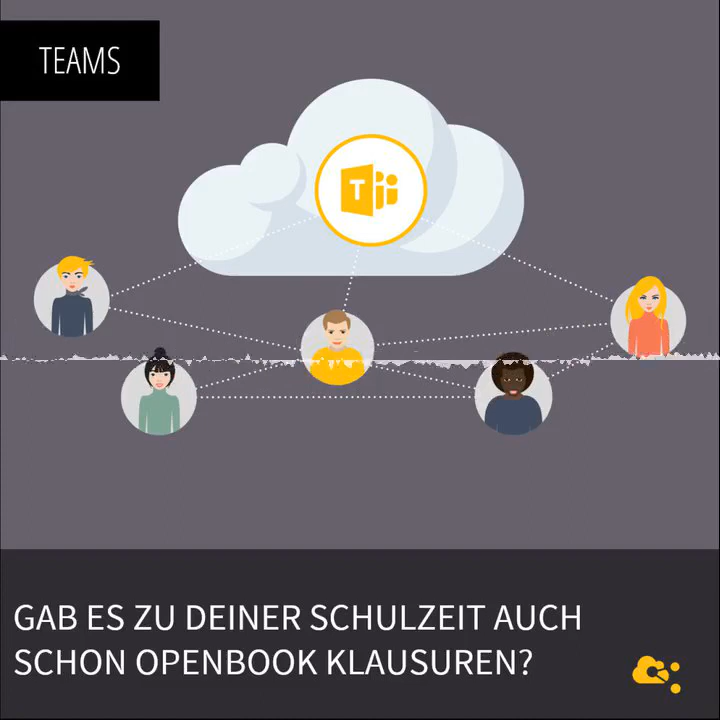 TEAMS
T
GAB ES ZU DEINER SCHULZEIT AUCH
SCHON OPENBOOK KLAUSUREN?